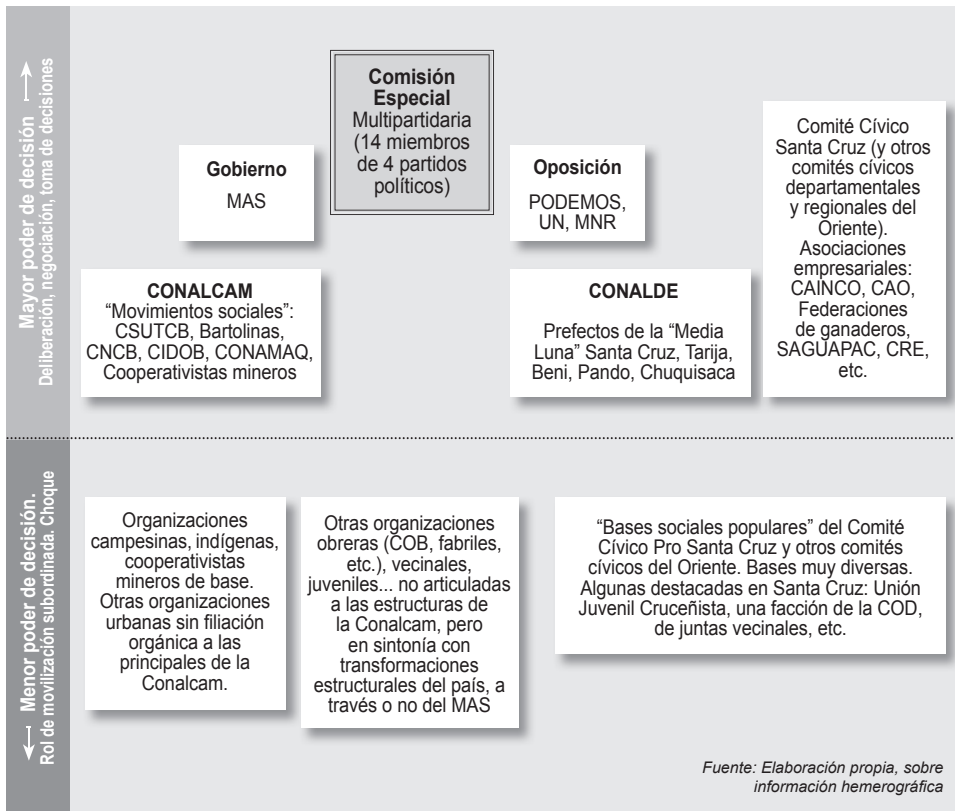 Mayor poder de decisión
Deliberación, negociación, toma de decisiones
Comisión
Especial
Multipartidaria
(14 miembros
de 4 partidos
políticos)
Gobierno
MAS
Oposición
PODEMOS,
UN, MNR
Comité Cívico
Santa Cruz (y otros
comités cívicos
departamentales
y regionales del
Oriente).
Asociaciones
empresariales:
CAINCO, CAO,
Federaciones
de ganaderos,
SAGUAPAC, CRE,
etc.
CONALCAM
“Movimientos sociales”:
CSUTCB, Bartolinas,
CNCB, CIDOB, CONAMAQ,
Cooperativistas mineros
CONALDE
Prefectos de la “Media
Luna” Santa Cruz, Tarija,
Beni, Pando, Chuquisaca
Menor poder de decisión.
Rol de movilización subordinada. Choque
Organizaciones
campesinas, indígenas,
cooperativistas
mineros de base.
Otras organizaciones
urbanas sin filiación
orgánica a las
principales de la
Conalcam.
Otras organizaciones
obreras (COB, fabriles,
etc.), vecinales,
juveniles... no articuladas
a las estructuras de
la Conalcam, pero
en sintonía con
transformaciones
estructurales del país, a
través o no del MAS
“Bases sociales populares” del Comité
Cívico Pro Santa Cruz y otros comités
cívicos del Oriente. Bases muy diversas.
Algunas destacadas en Santa Cruz: Unión
Juvenil Cruceñista, una facción de la COD,
de juntas vecinales, etc.
Fuente: Elaboración propia, sobre
información hemerográfica